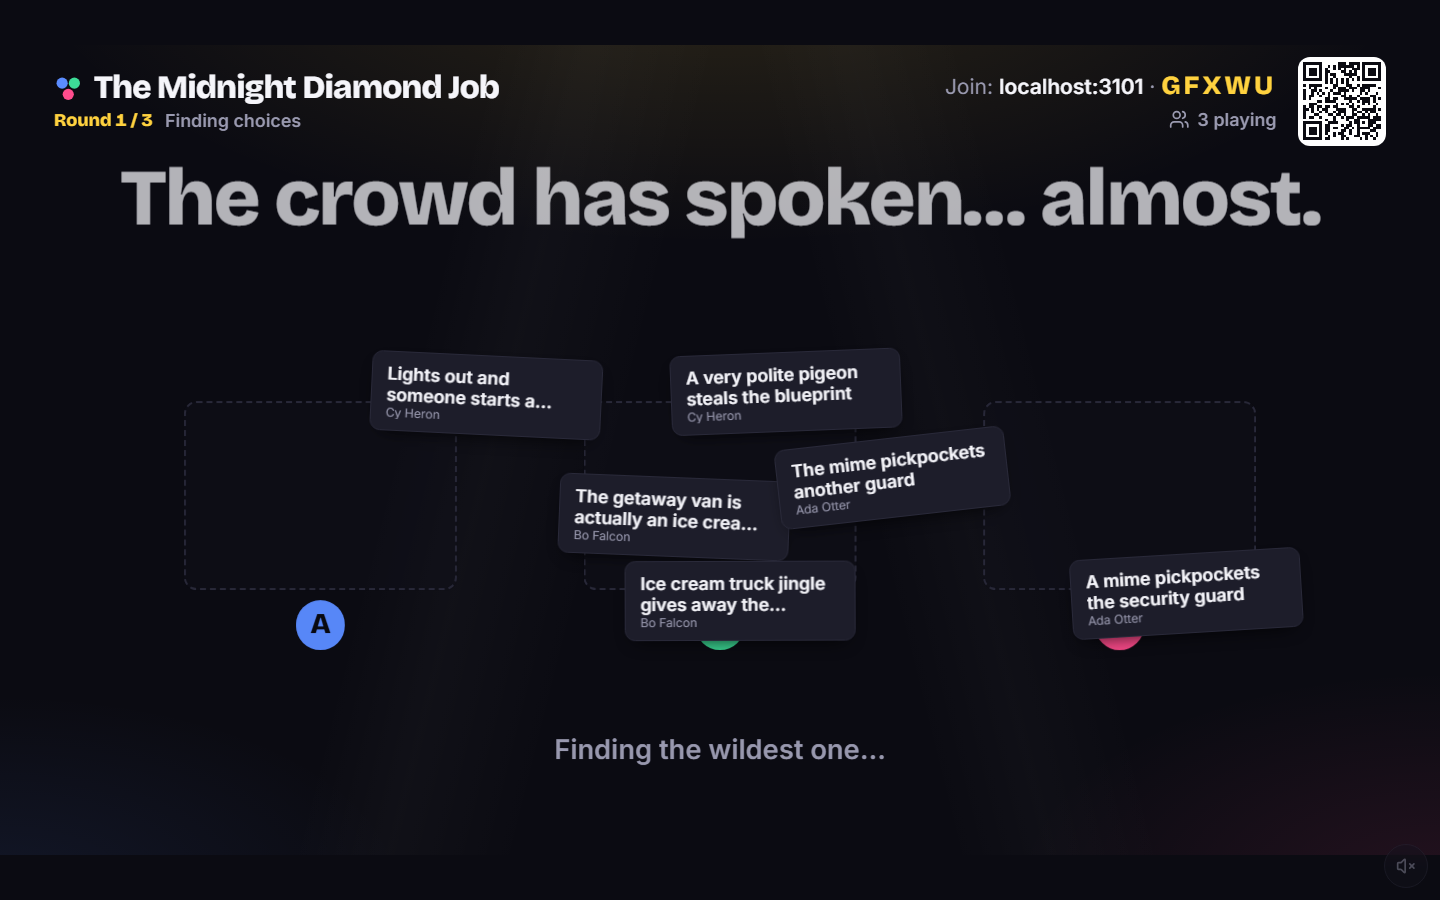 The Midnight Diamond Job
Round 1 / 3 Finding choices
Join: localhost:3101 · GFXWU
3 playing
The crowd has spoken... almost.
Lights out and
someone starts a...
Cy Heron
A very polite pigeon
steals the blueprint
Cy Heron
The mime pickpockets
another guard
Ada Otter
The getaway van is
actually an ice crea...
Bo Falcon
Ice cream truck jingle
gives away the...
Bo Falcon
A mime pickpockets
the security guard
Ada Otter
A
Finding the wildest one...